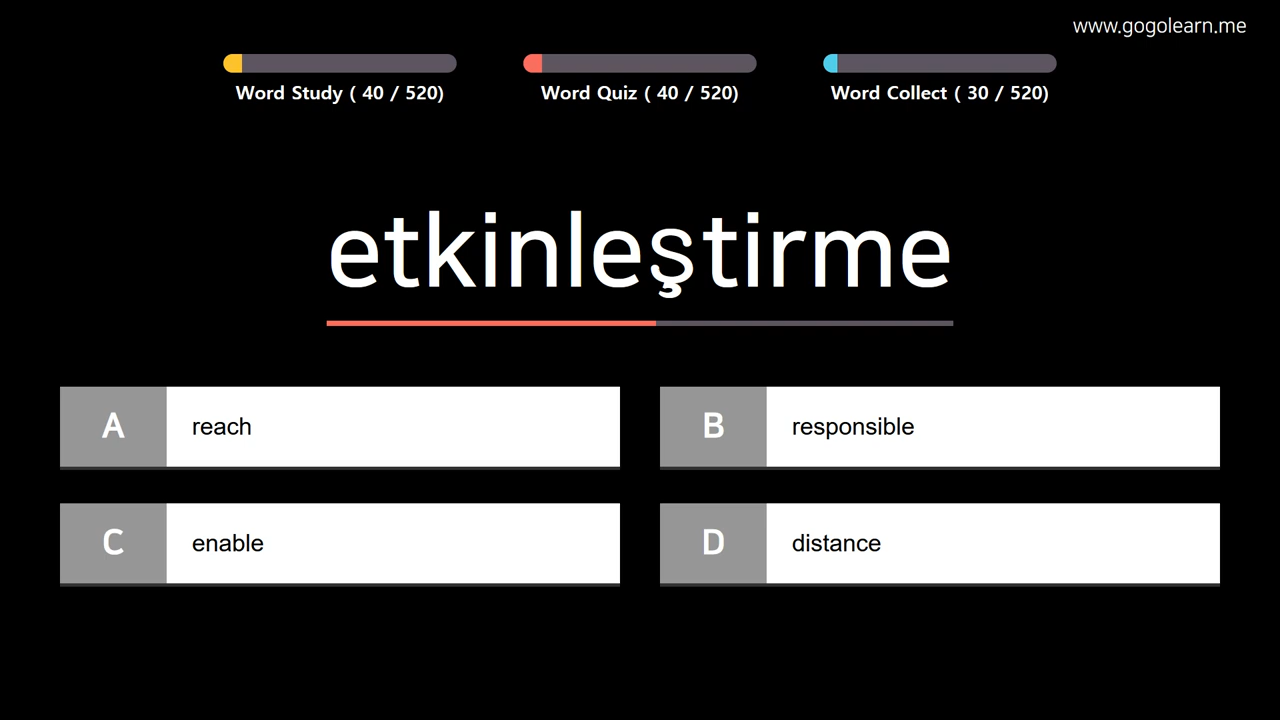 www.gogolearn.me
Word Study ( 40 / 520)
Word Quiz ( 40 / 520)
Word Collect ( 30 / 520)
etkinleştirme
A reach
B responsible
C enable
D distance